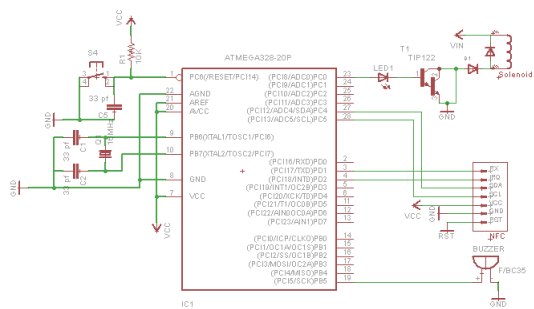 VCC
R1
10K
S4
33 pf
C5
GND
33 pf
C1
Q1
16MHz
33 pf
C2
GND
VCC
ATMEGA328-20P
1 PC6(/RESET/PCI14)
22 AGND
21 AREF
20 AVCC
9 PB6(XTAL1/TOSC1/PCI6)
10 PB7(XTAL2/TOSC2/PCI7)
8 GND
7 VCC
(PCI8/ADC0)PC0 23
(PCI9/ADC1)PC1 24
(PCI10/ADC2)PC2 25
(PCI11/ADC3)PC3 26
(PCI12/ADC4/SDA)PC4 27
(PCI13/ADC5/SCL)PC5 28
(PCI16/RXD)PD0 2
(PCI17/TXD)PD1 3
(PCI18/INT0)PD2 4
(PCI19/INT1/OC2B)PD3 5
(PCI20/XCK/T0)PD4 6
(PCI21/T1/OC0B)PD5 11
(PCI22/AIN0OC0A)PD6 12
(PCI23/AIN1)PD7 13
(PCI0/ICP/CLKO)PB0 14
(PCI1/OC1A)PB1 15
(PCI2/SS/OC1B)PB2 16
(PCI3/MOSI/OC2A)PB3 17
(PCI4/MISO)PB4 18
(PCI5/SCK)PB5 19
IC1
LED1
T1
TIP122
GND
VIN
Solenoid
SDA
SCL
VCC
GND
RST
VCC
GND
RST
NFC
BUZZER
F/BC35
GND